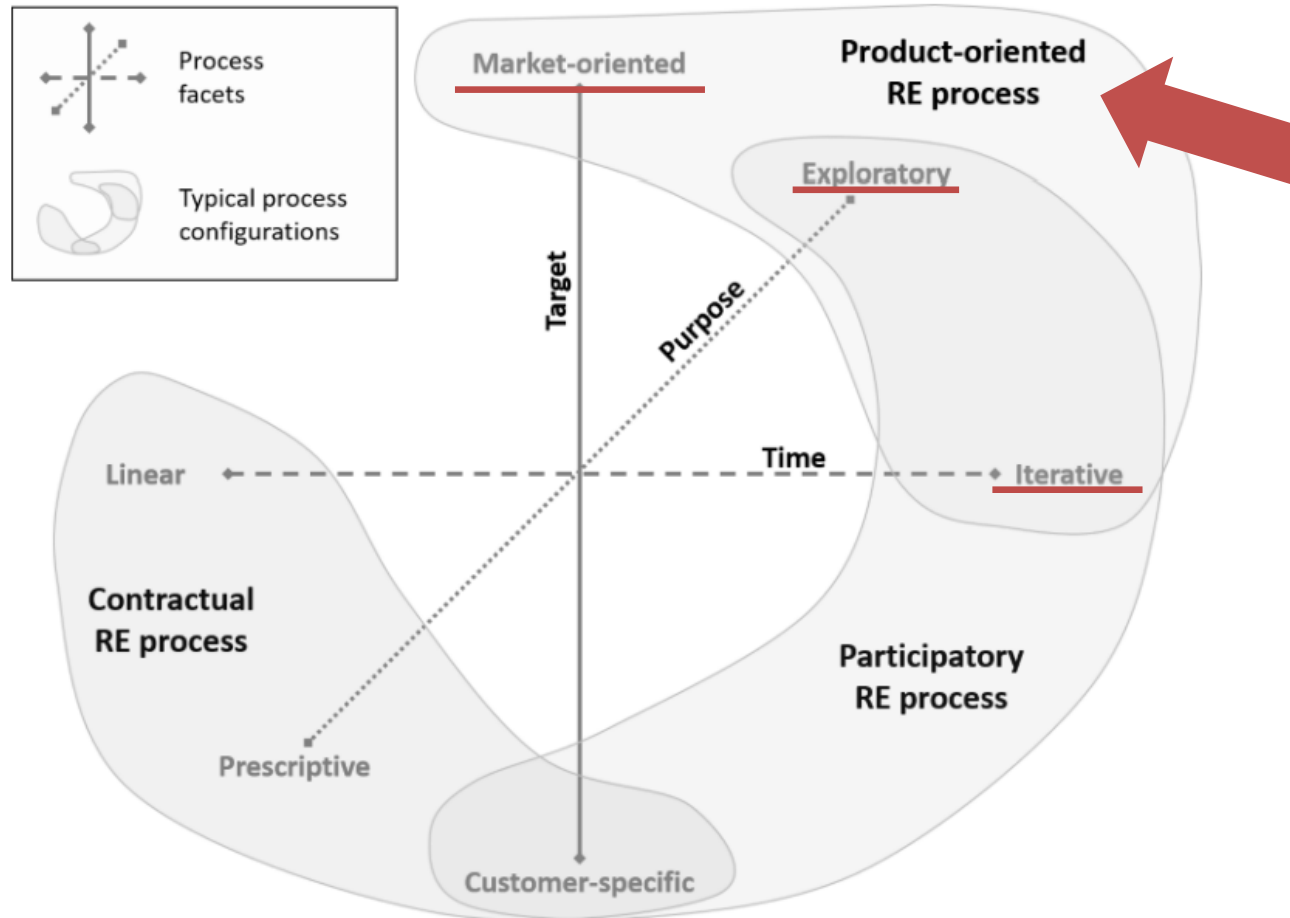 Process
facets
Typical process
configurations
Market-oriented
Product-oriented
RE process
Exploratory
Target
Purpose
Time
Linear
Iterative
Contractual
RE process
Participatory
RE process
Prescriptive
Customer-specific